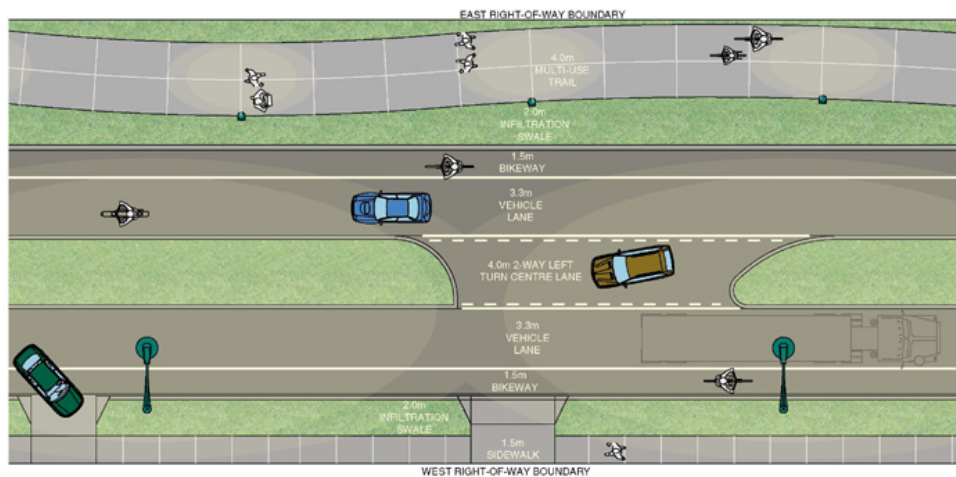 EAST RIGHT-OF-WAY BOUNDARY
4.0m
MULTI-USE
TRAIL
2.0m
INFILTRATION
SWALE
1.5m
BIKEWAY
3.3m
VEHICLE
LANE
4.0m 2-WAY LEFT
TURN CENTRE LANE
3.3m
VEHICLE
LANE
1.5m
BIKEWAY
2.0m
INFILTRATION
SWALE
1.5m
SIDEWALK
WEST RIGHT-OF-WAY BOUNDARY